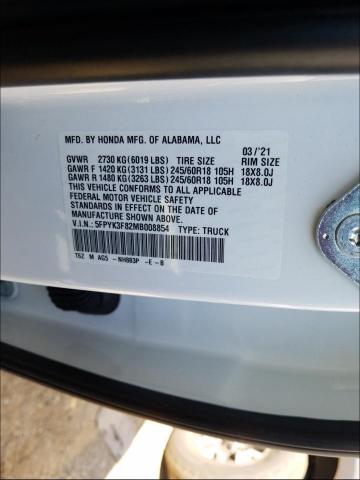 MFD. BY HONDA MFG. OF ALABAMA, LLC 03/'21
GVWR 2730 KG(6019 LBS) TIRE SIZE RIM SIZE
GAWR F 1420 KG(3131 LBS) 245/60R18 105H 18X8.0J
GAWR R 1480 KG(3263 LBS) 245/60R18 105H 18X8.0J
THIS VEHICLE CONFORMS TO ALL APPLICABLE
FEDERAL MOTOR VEHICLE SAFETY
STANDARDS IN EFFECT ON THE DATE OF
MANUFACTURE SHOWN ABOVE.
V.I.N.: 5FPYK3F82MB008854 TYPE: TRUCK
T6Z M AG5 -NH883P -E -B